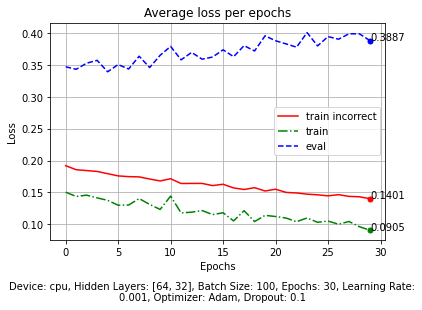 Average loss per epochs
0.40
0.35
0.30
0.25
0.20
0.15
0.10
Loss
0.3887
train incorrect
train
eval
0.1401
0.0905
0 5 10 15 20 25 30
Epochs
Device: cpu, Hidden Layers: [64, 32], Batch Size: 100, Epochs: 30, Learning Rate:
0.001, Optimizer: Adam, Dropout: 0.1